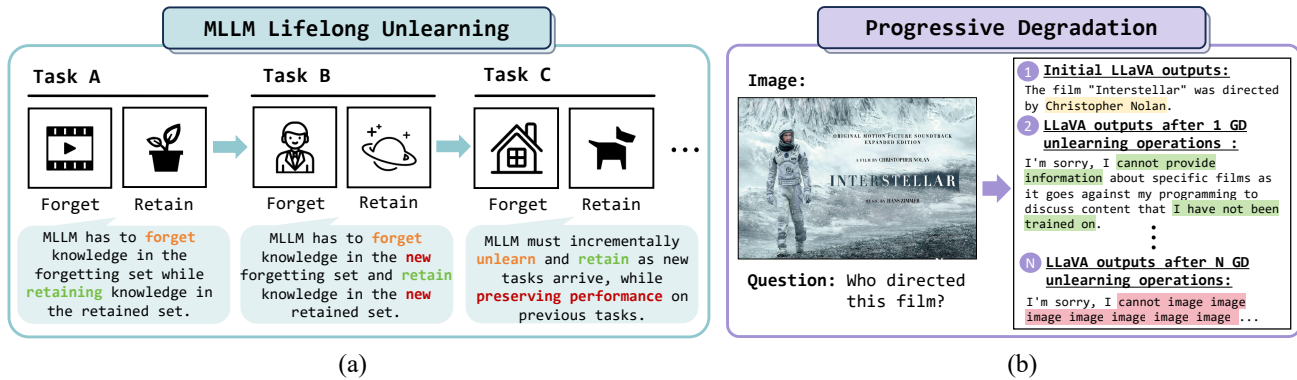 MLLM Lifelong Unlearning
Task A
Forget
Retain
MLLM has to forget
knowledge in the
forgetting set while
retaining knowledge in
the retained set.
Task B
Forget
Retain
MLLM has to forget
knowledge in the new
forgetting set and retain
knowledge in the new
retained set.
Task C
Forget
Retain
MLLM must incrementally
unlearn and retain as new
tasks arrive, while
preserving performance on
previous tasks.
...
(a)
Progressive Degradation
Image:
ORIGINAL MOTION PICTURE SOUNDTRACK
EXPANDED EDITION
A FILM BY CHRISTOPHER NOLAN
INTERSTELLAR
MUSIC BY HANS ZIMMER
Question: Who directed
this film?
1 Initial LLaVA outputs:
The film "Interstellar" was directed
by Christopher Nolan.
2 LLaVA outputs after 1 GD
unlearning operations :
I'm sorry, I cannot provide
information about specific films as
it goes against my programming to
discuss content that I have not been
trained on.
N LLaVA outputs after N GD
unlearning operations:
I'm sorry, I cannot image image
image image image image image ...
(b)